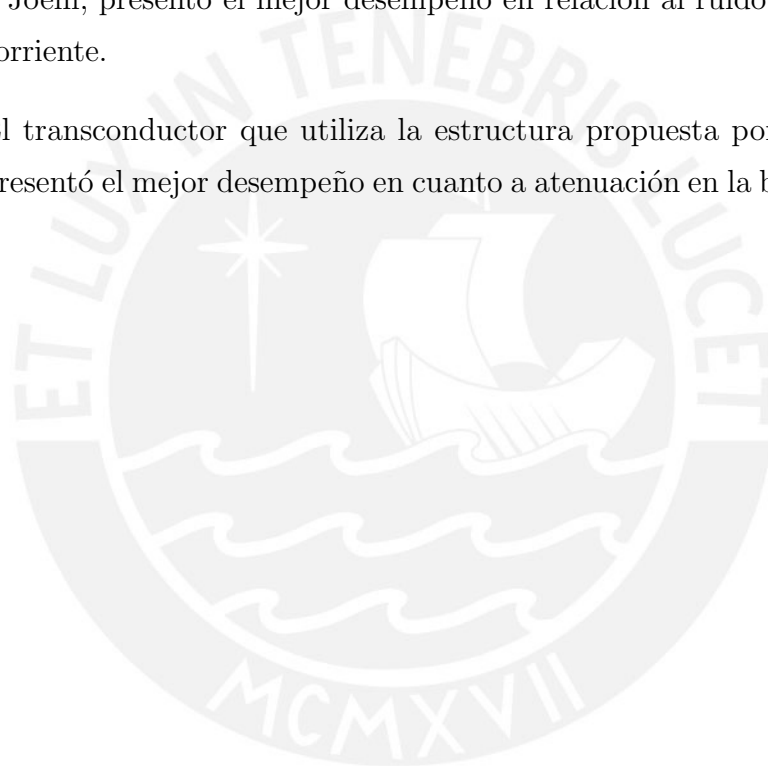 Joehl, presentó el mejor desempeño en relación al ruido
orriente.
l transconductor que utiliza la estructura propuesta por
resentó el mejor desempeño en cuanto a atenuación en la b
ET LUX IN TENEBRIS LUCET
MCMXVII